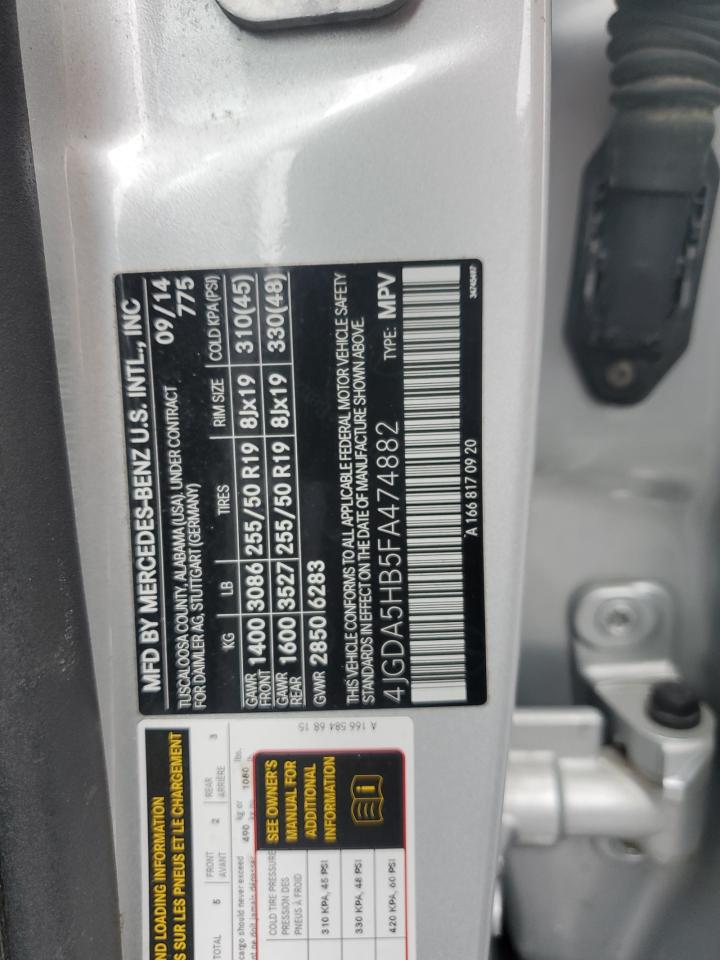 MFD BY MERCEDES-BENZ U.S. INTL., INC
TUSCALOOSA COUNTY, ALABAMA (USA), UNDER CONTRACT 09/14
FOR DAIMLER AG, STUTTGART (GERMANY) 775
KG LB TIRES RIM SIZE COLD KPA (PSI)
GAWR FRONT 1400 3086 255/50 R19 8Jx19 310(45)
GAWR REAR 1600 3527 255/50 R19 8Jx19 330(48)
GVWR 2850 6283
THIS VEHICLE CONFORMS TO ALL APPLICABLE FEDERAL MOTOR VEHICLE SAFETY
STANDARDS IN EFFECT ON THE DATE OF MANUFACTURE SHOWN ABOVE.
4JGDA5HB5FA474882 TYPE: MPV
A 166 817 09 20
A 166 584 68 15
ND LOADING INFORMATION
S SUR LES PNEUS ET LE CHARGEMENT
TOTAL 5 FRONT 2 REAR 3
AVANT ARRIÈRE
cargo should never exceed 490 kg or 1080 lbs.
ne doit jamais dépasser
COLD TIRE PRESSURE
PRESSION DES
PNEUS À FROID
310 KPA, 45 PSI
330 KPA, 48 PSI
420 KPA, 60 PSI
SEE OWNER'S
MANUAL FOR
ADDITIONAL
INFORMATION
i